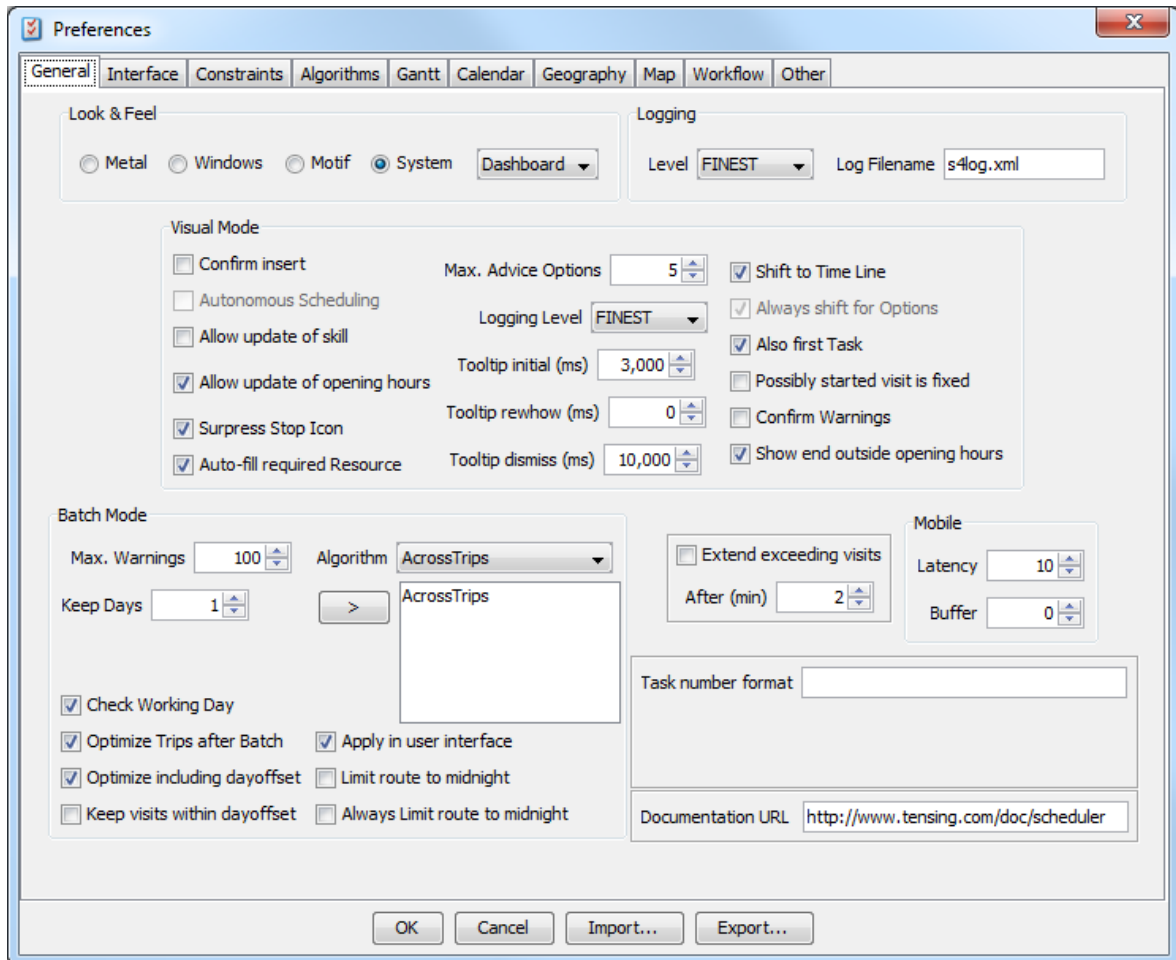 Preferences
General Interface Constraints Algorithms Gantt Calendar Geography Map Workflow Other
Look & Feel
Metal Windows Motif System Dashboard
Logging
Level FINEST Log Filename s4log.xml
Visual Mode
Confirm insert
Autonomous Scheduling
Allow update of skill
Allow update of opening hours
Surpress Stop Icon
Auto-fill required Resource
Max. Advice Options 5
Logging Level FINEST
Tooltip initial (ms) 3,000
Tooltip rewhow (ms) 0
Tooltip dismiss (ms) 10,000
Shift to Time Line
Always shift for Options
Also first Task
Possibly started visit is fixed
Confirm Warnings
Show end outside opening hours
Batch Mode
Max. Warnings 100 Algorithm AcrossTrips
Keep Days 1 > AcrossTrips
Check Working Day
Optimize Trips after Batch Apply in user interface
Optimize including dayoffset Limit route to midnight
Keep visits within dayoffset Always Limit route to midnight
Extend exceeding visits
After (min) 2
Mobile
Latency 10
Buffer 0
Task number format
Documentation URL http://www.tensing.com/doc/scheduler
OK Cancel Import... Export...